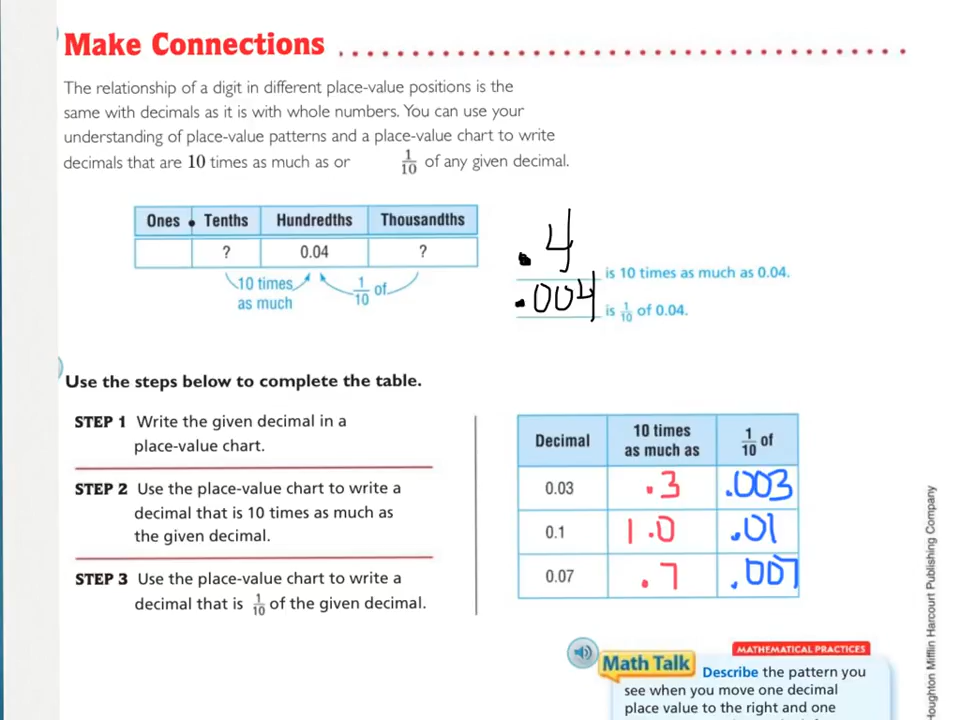 Make Connections
The relationship of a digit in different place-value positions is the
same with decimals as it is with whole numbers. You can use your
understanding of place-value patterns and a place-value chart to write
decimals that are 10 times as much as or 1/10 of any given decimal.
Ones . Tenths Hundredths Thousandths
? 0.04 ?
10 times as much
1/10 of
.4 is 10 times as much as 0.04.
.004 is 1/10 of 0.04.
Use the steps below to complete the table.
STEP 1 Write the given decimal in a
place-value chart.
STEP 2 Use the place-value chart to write a
decimal that is 10 times as much as
the given decimal.
STEP 3 Use the place-value chart to write a
decimal that is 1/10 of the given decimal.
Decimal 10 times as much as 1/10 of
0.03 .3 .003
0.1 1.0 .01
0.07 .7 .007
MATHEMATICAL PRACTICES
Math Talk Describe the pattern you
see when you move one decimal
place value to the right and one
Houghton Mifflin Harcourt Publishing Company